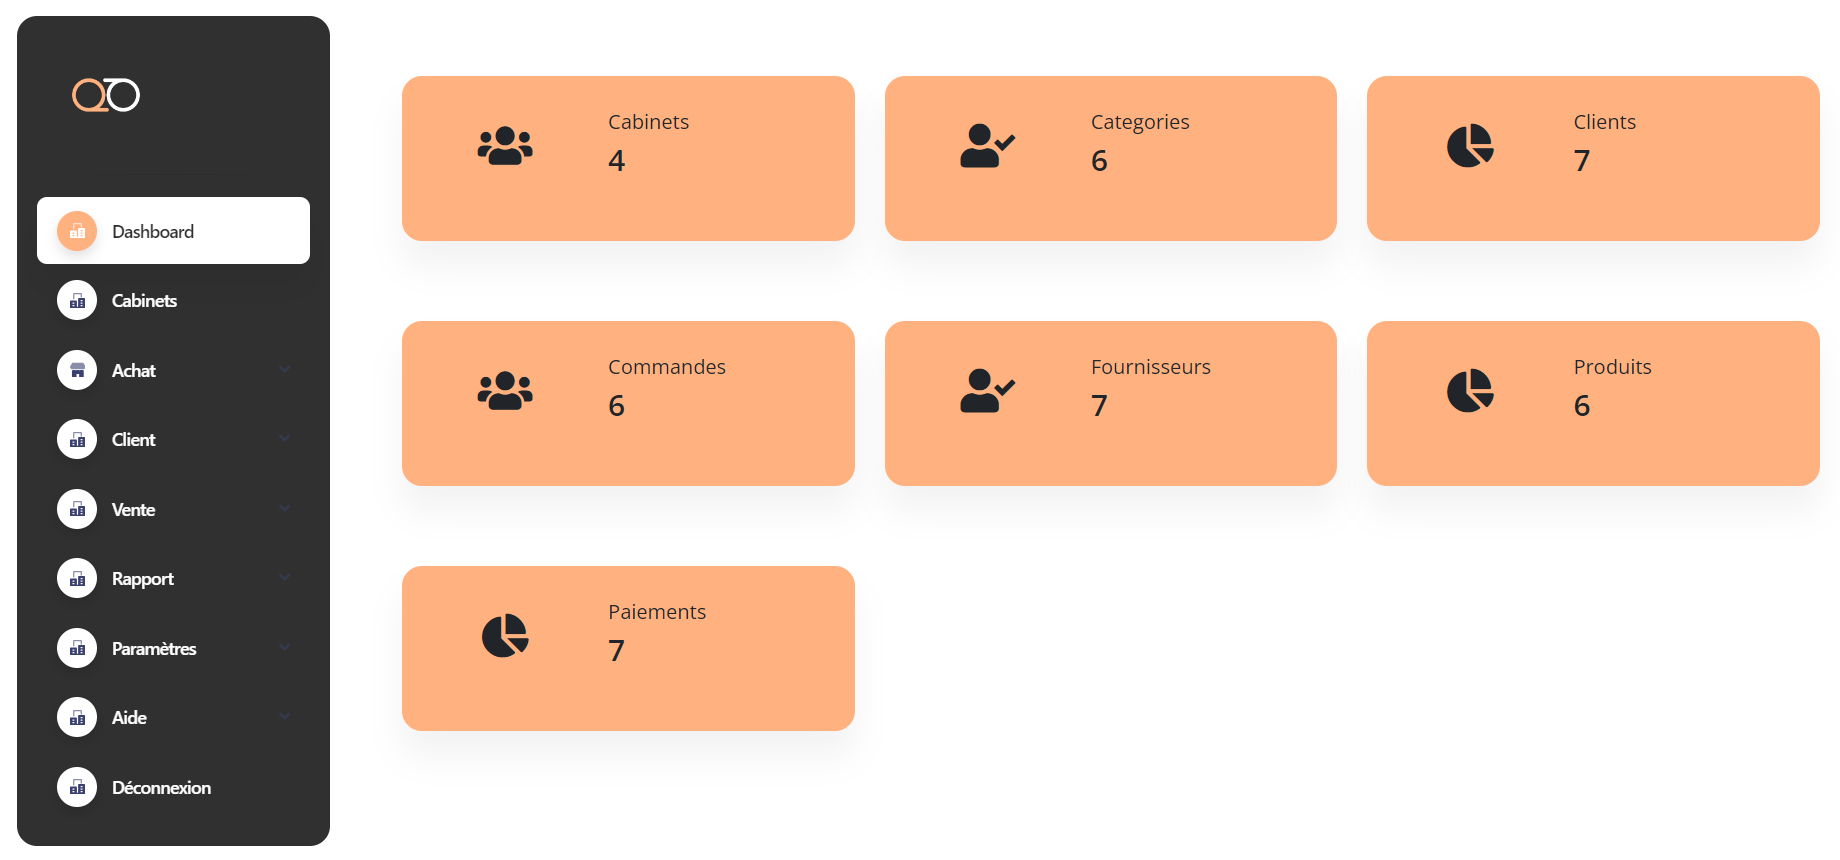 Dashboard
Cabinets
Achat
Client
Vente
Rapport
Paramètres
Aide
Déconnexion
Cabinets
4
Categories
6
Clients
7
Commandes
6
Fournisseurs
7
Produits
6
Paiements
7